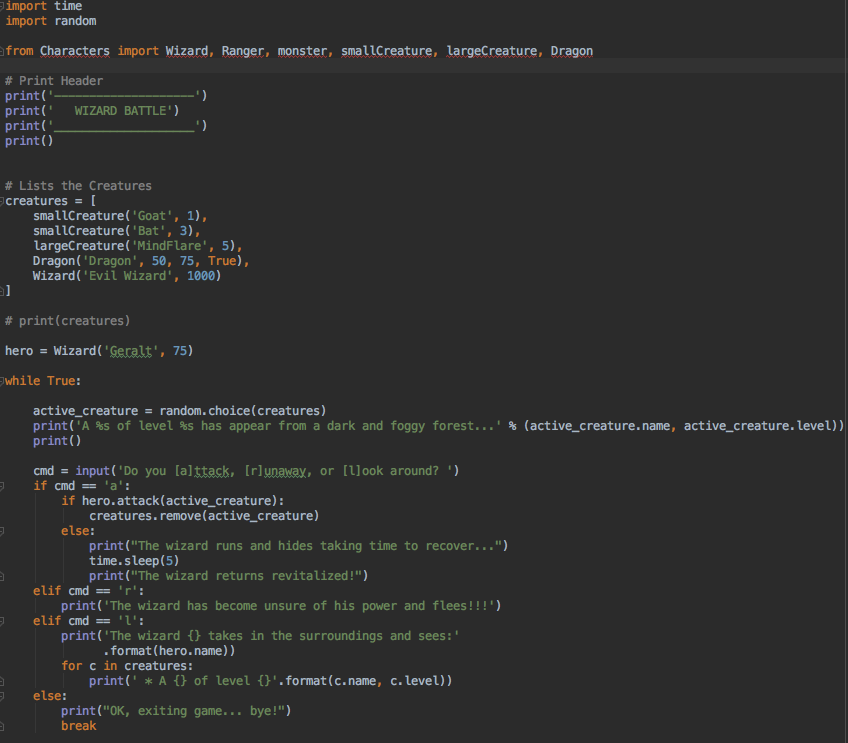 import time
import random
from Characters import Wizard, Ranger, monster, smallCreature, largeCreature, Dragon
# Print Header
print('————————————————————')
print('   WIZARD BATTLE')
print('____________________')
print()
# Lists the Creatures
creatures = [
    smallCreature('Goat', 1),
    smallCreature('Bat', 3),
    largeCreature('MindFlare', 5),
    Dragon('Dragon', 50, 75, True),
    Wizard('Evil Wizard', 1000)
]
# print(creatures)
hero = Wizard('Geralt', 75)
while True:
    active_creature = random.choice(creatures)
    print('A %s of level %s has appear from a dark and foggy forest...' % (active_creature.name, active_creature.level))
    print()
    cmd = input('Do you [a]ttack, [r]unaway, or [l]ook around? ')
    if cmd == 'a':
        if hero.attack(active_creature):
            creatures.remove(active_creature)
        else:
            print("The wizard runs and hides taking time to recover...")
            time.sleep(5)
            print("The wizard returns revitalized!")
    elif cmd == 'r':
        print('The wizard has become unsure of his power and flees!!!')
    elif cmd == 'l':
        print('The wizard {} takes in the surroundings and sees:'
              .format(hero.name))
        for c in creatures:
            print(' * A {} of level {}'.format(c.name, c.level))
    else:
        print("OK, exiting game... bye!")
        break